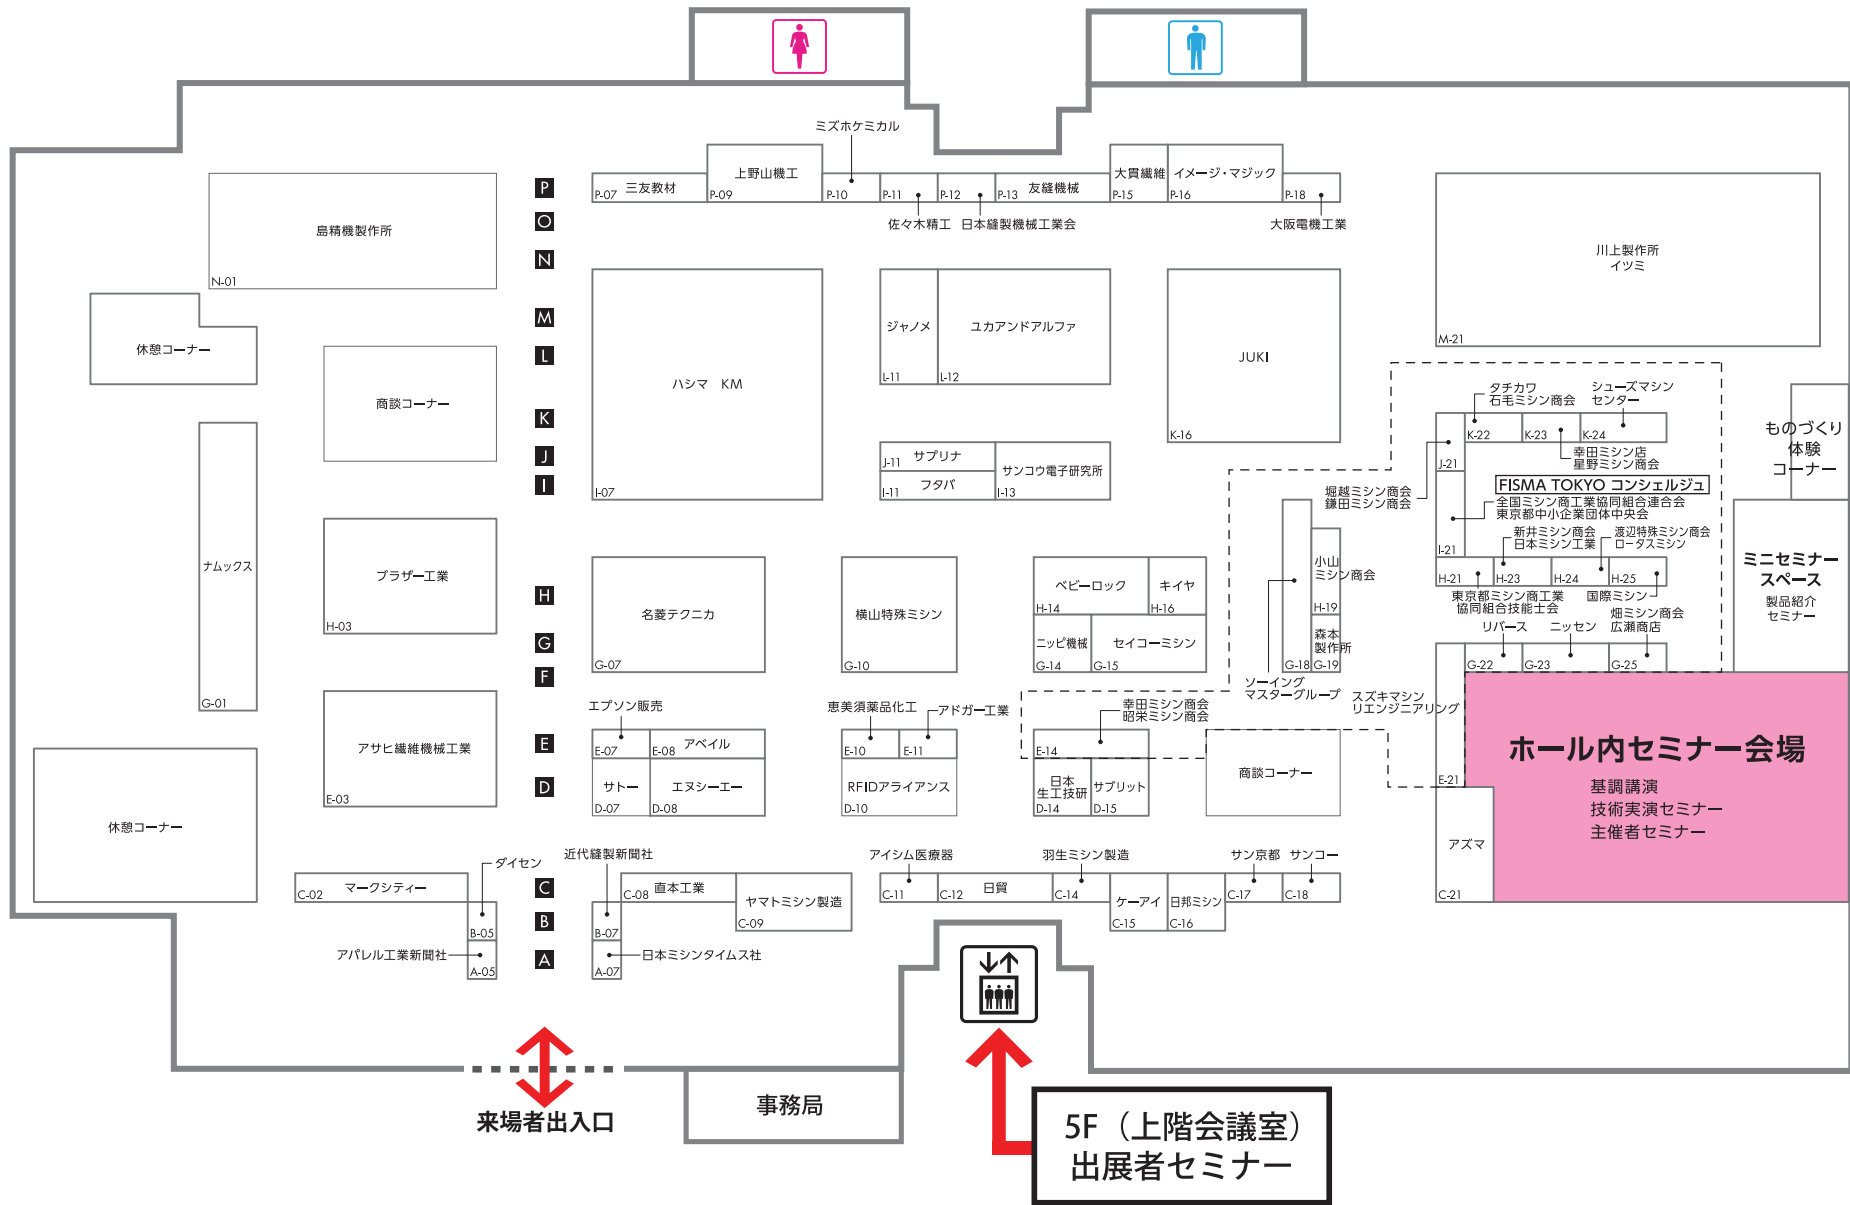 ミズホケミカル
P
三友教材
P-07
上野山機工
P-09
P-10
P-11
P-12
友縫機械
P-13
大貫繊維
P-15
イメージ・マジック
P-16
P-18
佐々木精工
日本縫製機械工業会
大阪電機工業
O
N
島精機製作所
N-01
川上製作所
イツミ
M-21
休憩コーナー
M
L
商談コーナー
K
J
I
ハシマ KM
I-07
ジャノメ
L-11
ユカアンドアルファ
L-12
JUKI
K-16
サプリナ
J-11
フタバ
I-11
サンコウ電子研究所
I-13
タチカワ
石毛ミシン商会
シューズマシン
センター
K-22
K-23
K-24
幸田ミシン店
星野ミシン商会
J-21
堀越ミシン商会
鎌田ミシン商会
FISMA TOKYO コンシェルジュ
全国ミシン商工業協同組合連合会
東京都中小企業団体中央会
I-21
新井ミシン商会
日本ミシン工業
渡辺特殊ミシン商会
ロータスミシン
H-21
H-23
H-24
H-25
東京都ミシン商工業
協同組合技能士会
国際ミシン
畑ミシン商会
広瀬商店
リバース
ニッセン
G-22
G-23
G-25
ものづくり
体験
コーナー
ミニセミナー
スペース
製品紹介
セミナー
ナムックス
G-01
ブラザー工業
H-03
H
G
F
名菱テクニカ
G-07
横山特殊ミシン
G-10
ベビーロック
H-14
キイヤ
H-16
ニッピ機械
G-14
セイコーミシン
G-15
小山
ミシン商会
H-19
森本
製作所
G-18
G-19
ソーイング
マスターグループ
スズキマシン
リエンジニアリング
E-21
アサヒ繊維機械工業
E-03
E
D
エプソン販売
E-07
アベイル
E-08
サトー
D-07
エヌシーエー
D-08
恵美須薬品化工
アドガー工業
E-10
E-11
RFIDアライアンス
D-10
幸田ミシン商会
昭栄ミシン商会
E-14
日本
生工技研
D-14
サブリット
D-15
商談コーナー
ホール内セミナー会場
基調講演
技術実演セミナー
主催者セミナー
アズマ
C-21
休憩コーナー
ダイセン
近代縫製新聞社
マークシティー
C-02
B-05
アパレル工業新聞社
A-05
C
B
A
B-07
日本ミシンタイムス社
A-07
直本工業
C-08
ヤマトミシン製造
C-09
アイシム医療器
C-11
日貿
C-12
羽生ミシン製造
C-14
ケーアイ
C-15
日邦ミシン
C-16
サン京都
C-17
サンコー
C-18
来場者出入口
事務局
5F（上階会議室）
出展者セミナー